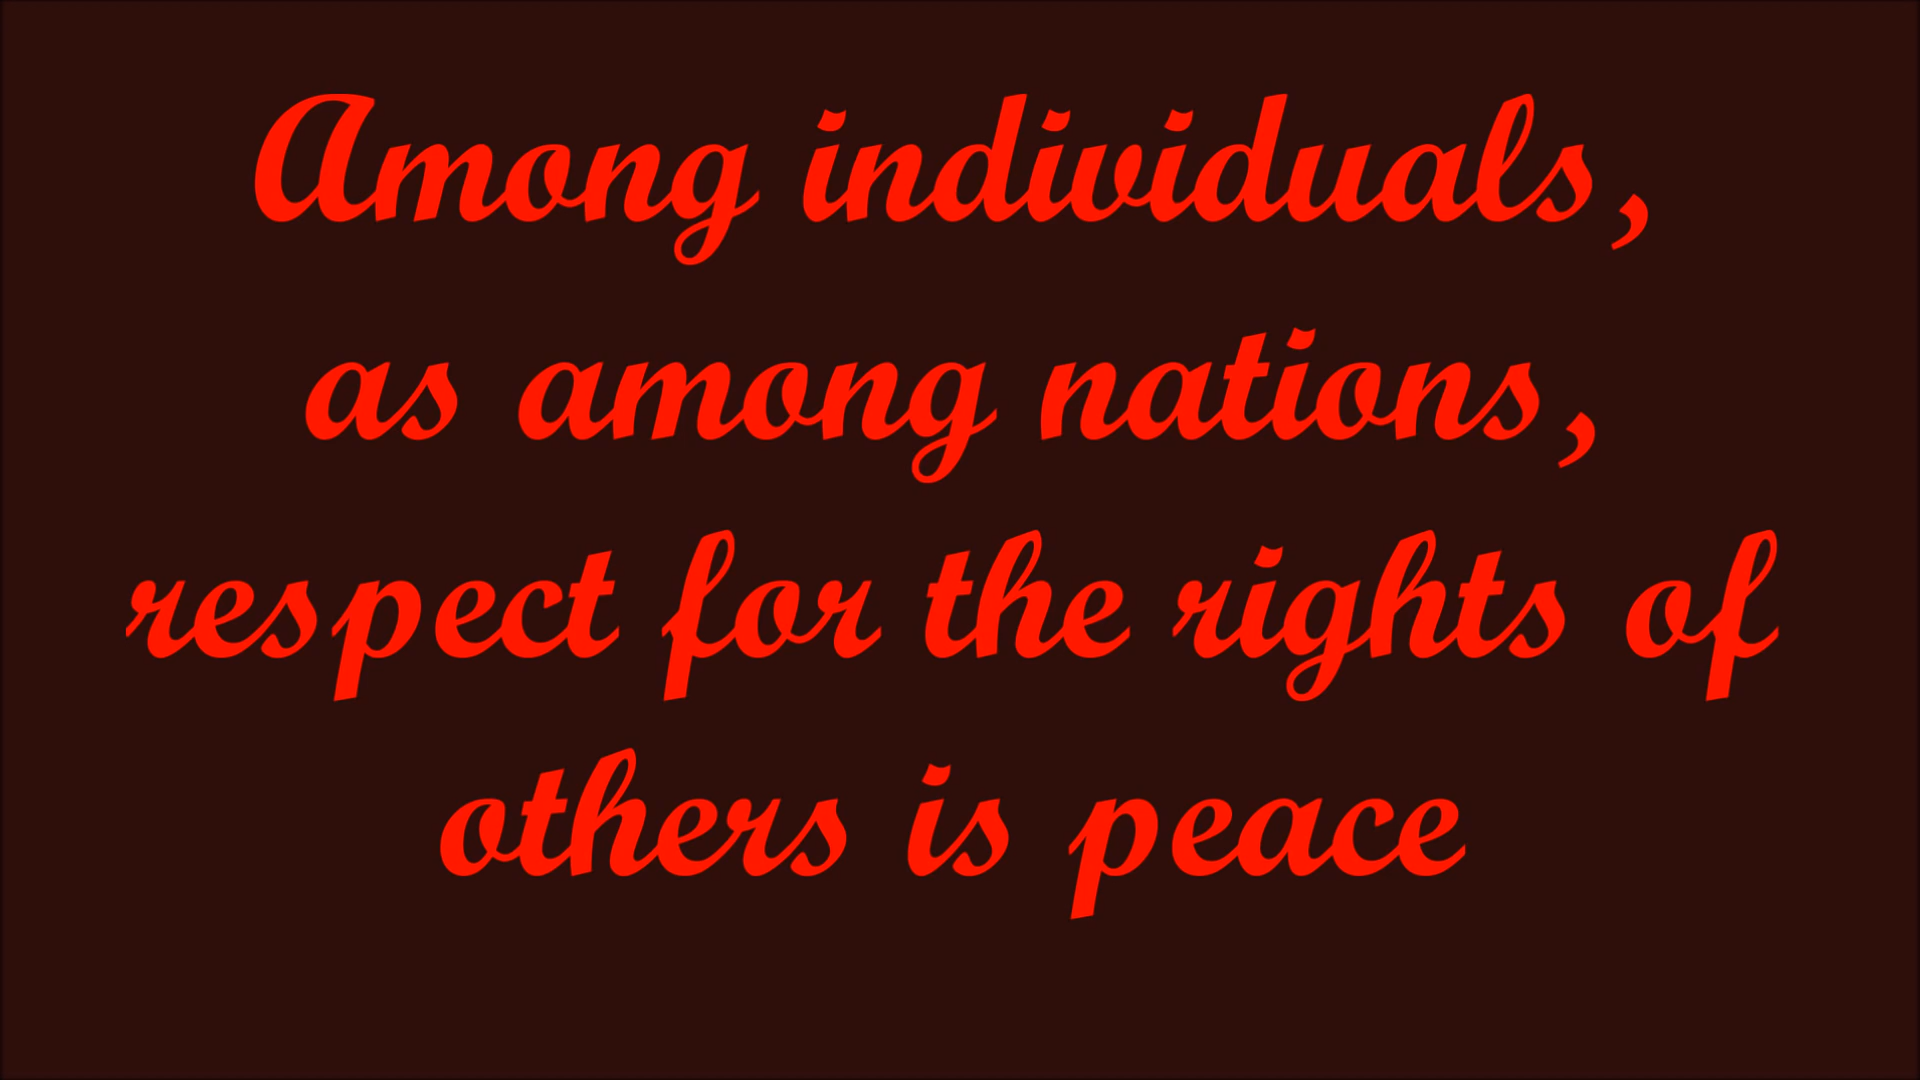 Among individuals,
as among nations,
respect for the rights of
others is peace